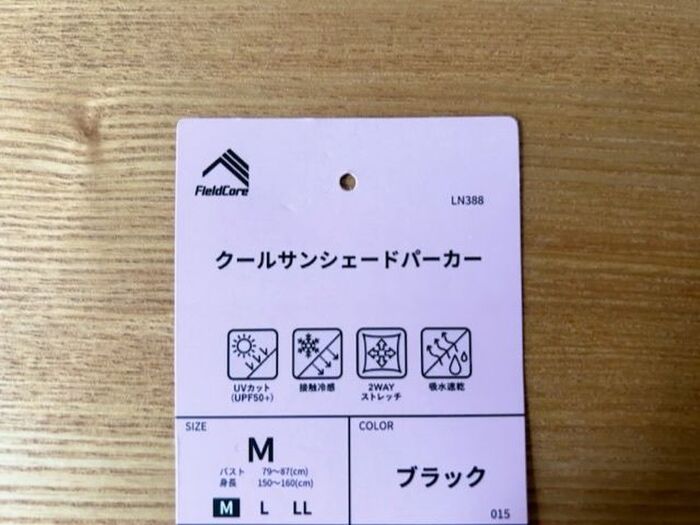 FieldCore
LN388
クールサンシェードパーカー
UVカット
(UPF50+)
接触冷感
2WAY
ストレッチ
吸水速乾
SIZE
M
バスト 79～87(cm)
身長 150～160(cm)
M L LL
COLOR
ブラック
015